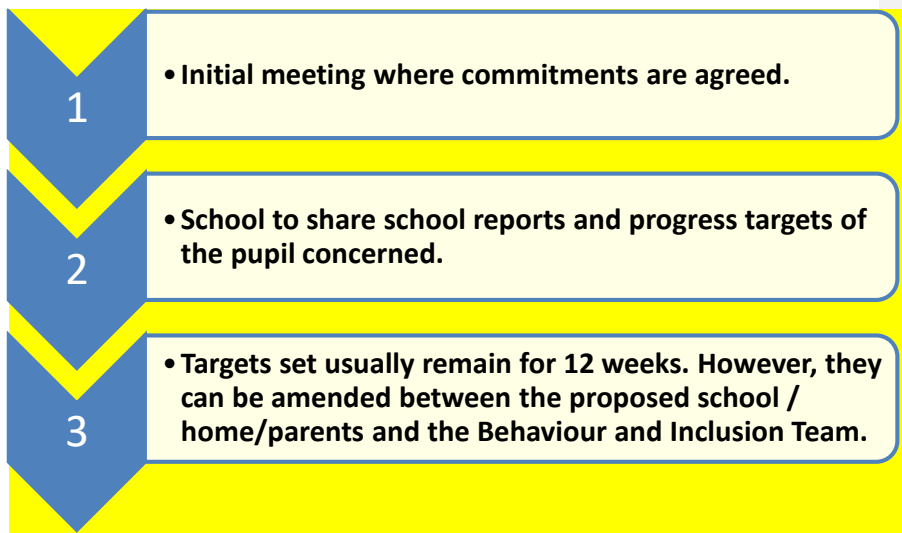 1
• Initial meeting where commitments are agreed.
2
• School to share school reports and progress targets of
the pupil concerned.
3
• Targets set usually remain for 12 weeks. However, they
can be amended between the proposed school /
home/parents and the Behaviour and Inclusion Team.